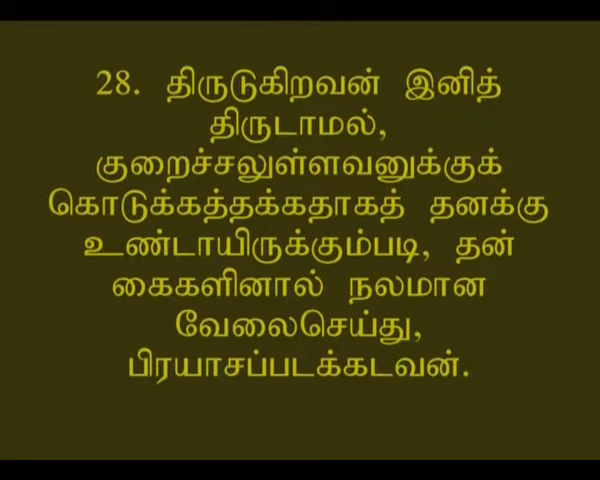 28. திருடுகிறவன் இனித்
திருடாமல்,
குறைச்சலுள்ளவனுக்குக்
கொடுக்கத்தக்கதாகத் தனக்கு
உண்டாயிருக்கும்படி, தன்
கைகளினால் நலமான
வேலைசெய்து,
பிரயாசப்படக்கடவன்.